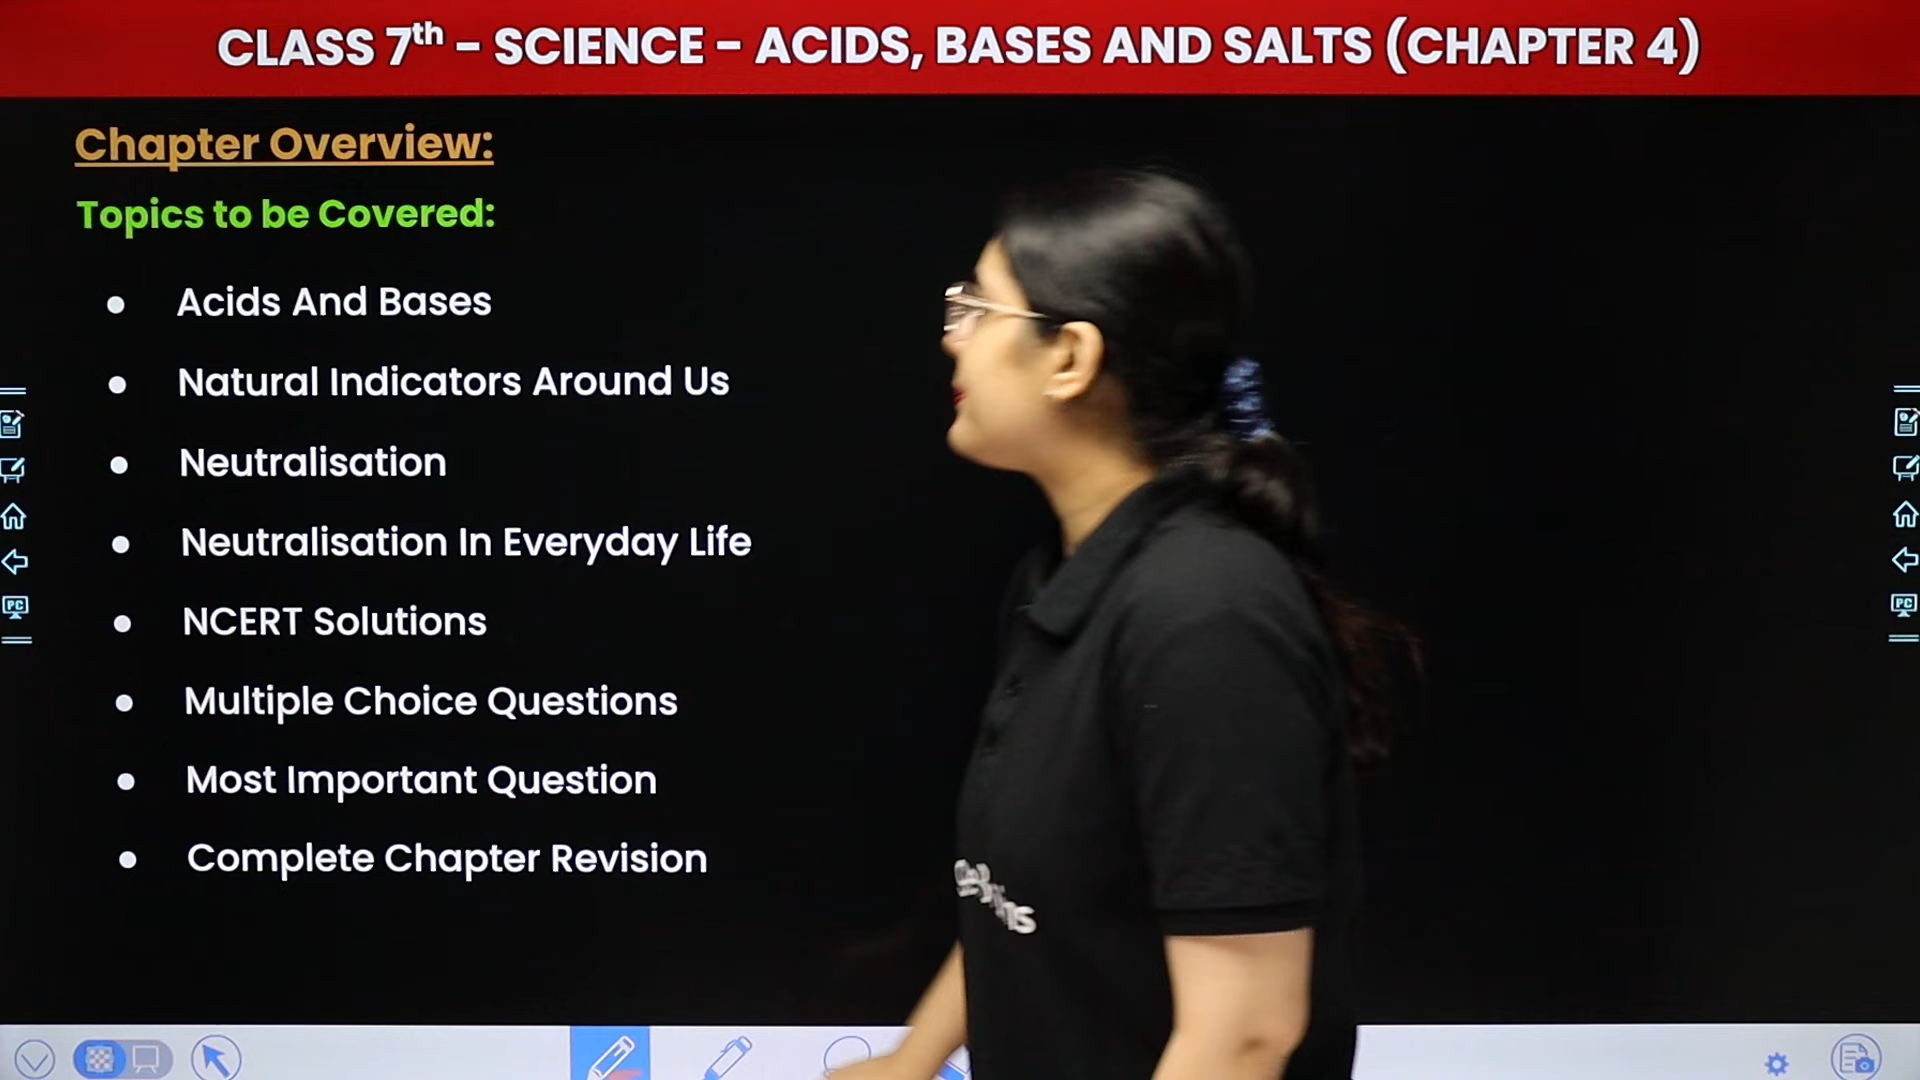 CLASS 7th - SCIENCE - ACIDS, BASES AND SALTS (CHAPTER 4)
Chapter Overview:
Topics to be Covered:
● Acids And Bases
● Natural Indicators Around Us
● Neutralisation
● Neutralisation In Everyday Life
● NCERT Solutions
● Multiple Choice Questions
● Most Important Question
● Complete Chapter Revision
PC
PC